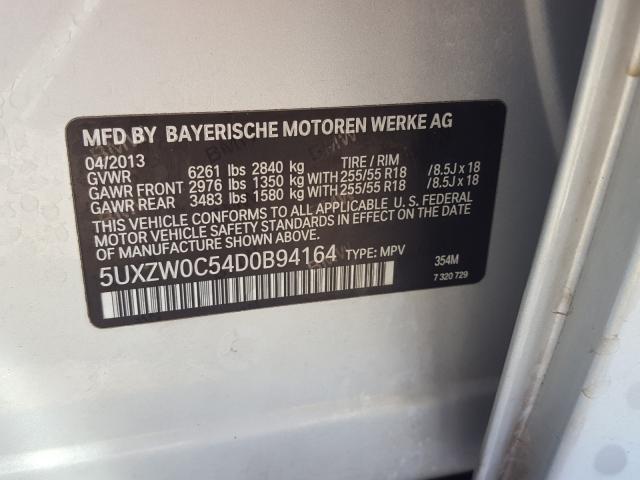 MFD BY BAYERISCHE MOTOREN WERKE AG
04/2013
GVWR 6261 lbs 2840 kg TIRE / RIM
GAWR FRONT 2976 lbs 1350 kg WITH 255/55 R18 /8.5J x 18
GAWR REAR 3483 lbs 1580 kg WITH 255/55 R18 /8.5J x 18
THIS VEHICLE CONFORMS TO ALL APPLICABLE U. S. FEDERAL
MOTOR VEHICLE SAFETY STANDARDS IN EFFECT ON THE DATE
OF MANUFACTURE SHOWN ABOVE.
5UXZW0C54D0B94164 TYPE: MPV 354M
7 320 729